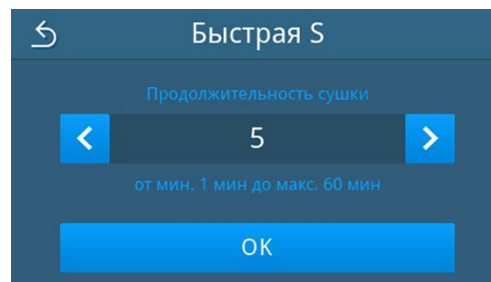 Быстрая S
Продолжительность сушки
5
от мин. 1 мин до макс. 60 мин
OK